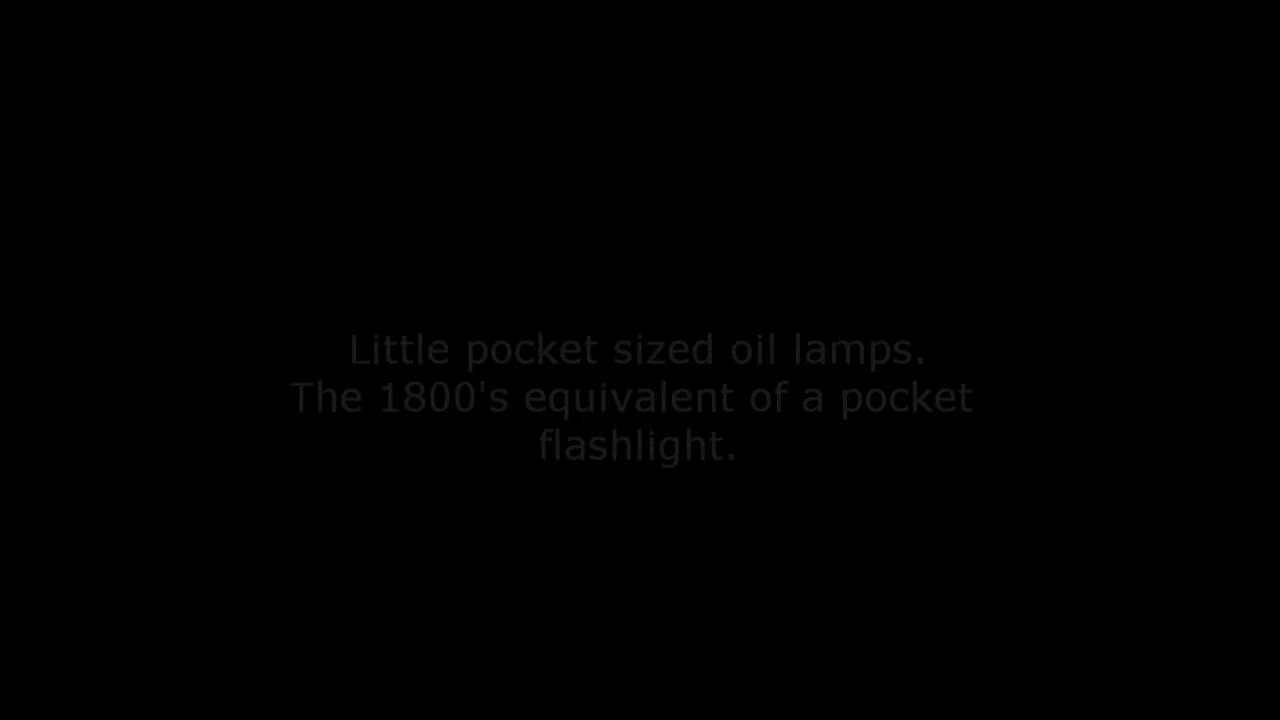 Little pocket sized oil lamps.
The 1800's equivalent of a pocket
flashlight.